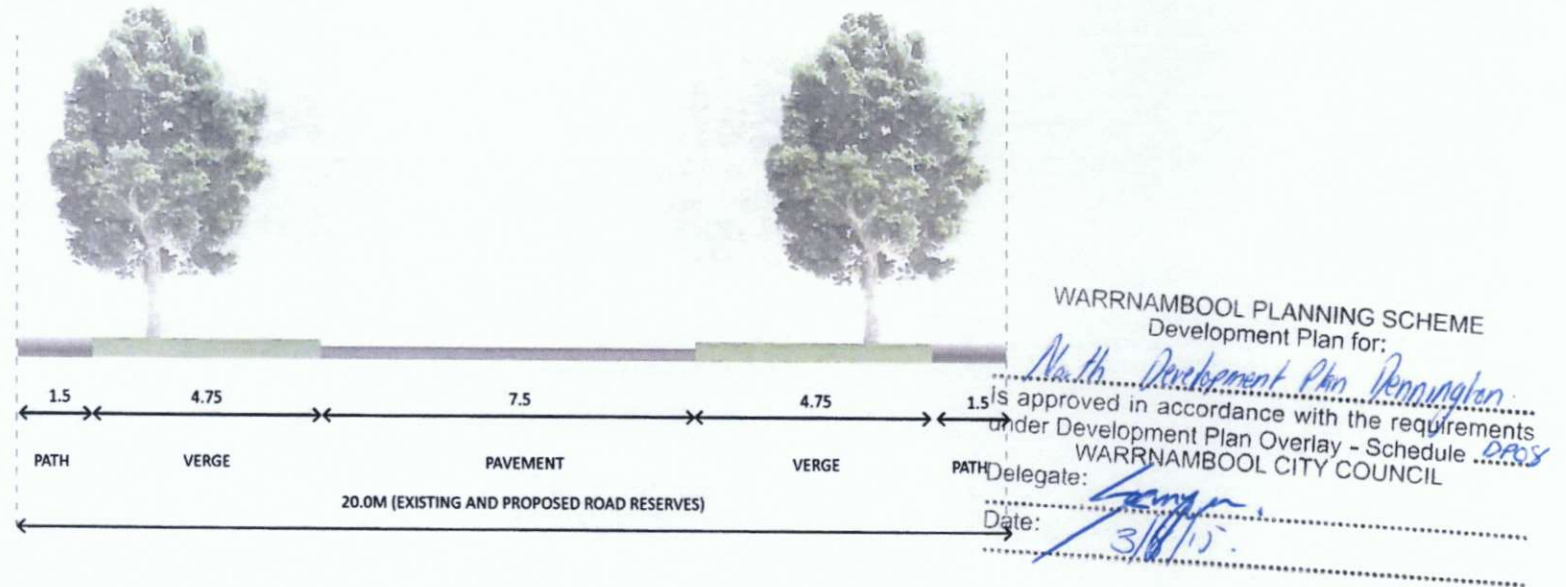 1.5 4.75 7.5 4.75 1.5
PATH VERGE PAVEMENT VERGE PATH
20.0M (EXISTING AND PROPOSED ROAD RESERVES)
WARRNAMBOOL PLANNING SCHEME
Development Plan for:
North Development Plan Dennington.
is approved in accordance with the requirements
under Development Plan Overlay - Schedule DPO8
WARRNAMBOOL CITY COUNCIL
Delegate:
Date: